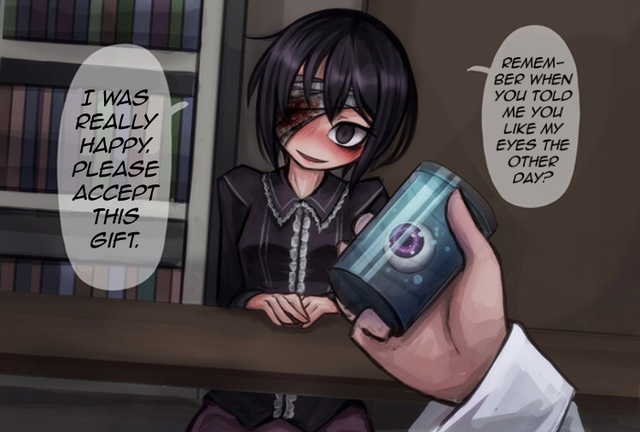 REMEM-
BER WHEN
YOU TOLD
ME YOU
LIKE MY
EYES THE
OTHER
DAY?
I WAS
REALLY
HAPPY.
PLEASE
ACCEPT
THIS
GIFT.